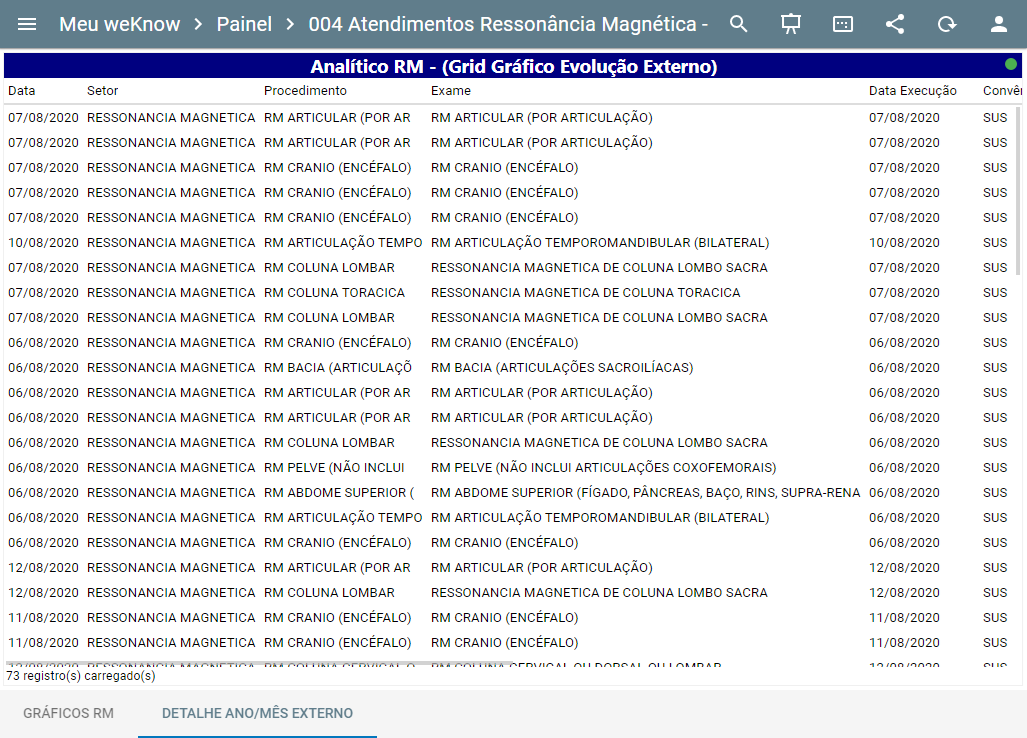 Meu weKnow > Painel > 004 Atendimentos Ressonância Magnética -
Analítico RM - (Grid Gráfico Evolução Externo)
Data Setor Procedimento Exame Data Execução Convêr
07/08/2020 RESSONANCIA MAGNETICA RM ARTICULAR (POR AR RM ARTICULAR (POR ARTICULAÇÃO) 07/08/2020 SUS
07/08/2020 RESSONANCIA MAGNETICA RM ARTICULAR (POR AR RM ARTICULAR (POR ARTICULAÇÃO) 07/08/2020 SUS
07/08/2020 RESSONANCIA MAGNETICA RM CRANIO (ENCÉFALO) RM CRANIO (ENCÉFALO) 07/08/2020 SUS
07/08/2020 RESSONANCIA MAGNETICA RM CRANIO (ENCÉFALO) RM CRANIO (ENCÉFALO) 07/08/2020 SUS
07/08/2020 RESSONANCIA MAGNETICA RM CRANIO (ENCÉFALO) RM CRANIO (ENCÉFALO) 07/08/2020 SUS
10/08/2020 RESSONANCIA MAGNETICA RM ARTICULAÇÃO TEMPO RM ARTICULAÇÃO TEMPOROMANDIBULAR (BILATERAL) 10/08/2020 SUS
07/08/2020 RESSONANCIA MAGNETICA RM COLUNA LOMBAR RESSONANCIA MAGNETICA DE COLUNA LOMBO SACRA 07/08/2020 SUS
07/08/2020 RESSONANCIA MAGNETICA RM COLUNA TORACICA RESSONANCIA MAGNETICA DE COLUNA TORACICA 07/08/2020 SUS
07/08/2020 RESSONANCIA MAGNETICA RM COLUNA LOMBAR RESSONANCIA MAGNETICA DE COLUNA LOMBO SACRA 07/08/2020 SUS
06/08/2020 RESSONANCIA MAGNETICA RM CRANIO (ENCÉFALO) RM CRANIO (ENCÉFALO) 06/08/2020 SUS
06/08/2020 RESSONANCIA MAGNETICA RM BACIA (ARTICULAÇÕ RM BACIA (ARTICULAÇÕES SACROILÍACAS) 06/08/2020 SUS
06/08/2020 RESSONANCIA MAGNETICA RM ARTICULAR (POR AR RM ARTICULAR (POR ARTICULAÇÃO) 06/08/2020 SUS
06/08/2020 RESSONANCIA MAGNETICA RM ARTICULAR (POR AR RM ARTICULAR (POR ARTICULAÇÃO) 06/08/2020 SUS
06/08/2020 RESSONANCIA MAGNETICA RM COLUNA LOMBAR RESSONANCIA MAGNETICA DE COLUNA LOMBO SACRA 06/08/2020 SUS
06/08/2020 RESSONANCIA MAGNETICA RM PELVE (NÃO INCLUI RM PELVE (NÃO INCLUI ARTICULAÇÕES COXOFEMORAIS) 06/08/2020 SUS
06/08/2020 RESSONANCIA MAGNETICA RM ABDOME SUPERIOR ( RM ABDOME SUPERIOR (FÍGADO, PÂNCREAS, BAÇO, RINS, SUPRA-RENA 06/08/2020 SUS
06/08/2020 RESSONANCIA MAGNETICA RM ARTICULAÇÃO TEMPO RM ARTICULAÇÃO TEMPOROMANDIBULAR (BILATERAL) 06/08/2020 SUS
06/08/2020 RESSONANCIA MAGNETICA RM CRANIO (ENCÉFALO) RM CRANIO (ENCÉFALO) 06/08/2020 SUS
12/08/2020 RESSONANCIA MAGNETICA RM ARTICULAR (POR AR RM ARTICULAR (POR ARTICULAÇÃO) 12/08/2020 SUS
12/08/2020 RESSONANCIA MAGNETICA RM COLUNA LOMBAR RESSONANCIA MAGNETICA DE COLUNA LOMBO SACRA 12/08/2020 SUS
11/08/2020 RESSONANCIA MAGNETICA RM CRANIO (ENCÉFALO) RM CRANIO (ENCÉFALO) 11/08/2020 SUS
11/08/2020 RESSONANCIA MAGNETICA RM CRANIO (ENCÉFALO) RM CRANIO (ENCÉFALO) 11/08/2020 SUS
RESSONANCIA MAGNETICA RM COLUNA CERVICAL O RM COLUNA CERVICAL OU DORSAL OU LOMBAR SUS
73 registro(s) carregado(s)
GRÁFICOS RM DETALHE ANO/MÊS EXTERNO